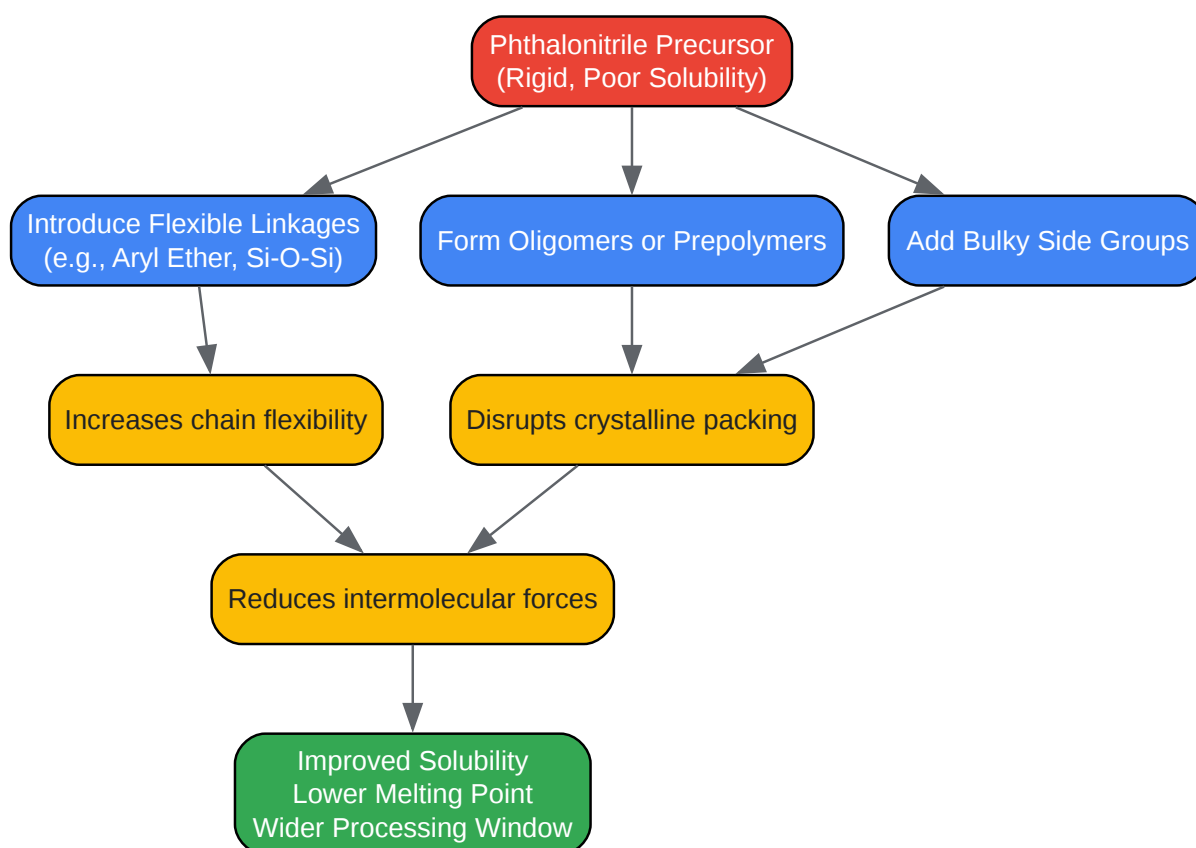 Phthalonitrile Precursor
(Rigid, Poor Solubility)
Introduce Flexible Linkages
(e.g., Aryl Ether, Si-O-Si)
Form Oligomers or Prepolymers
Add Bulky Side Groups
Increases chain flexibility
Disrupts crystalline packing
Reduces intermolecular forces
Improved Solubility
Lower Melting Point
Wider Processing Window